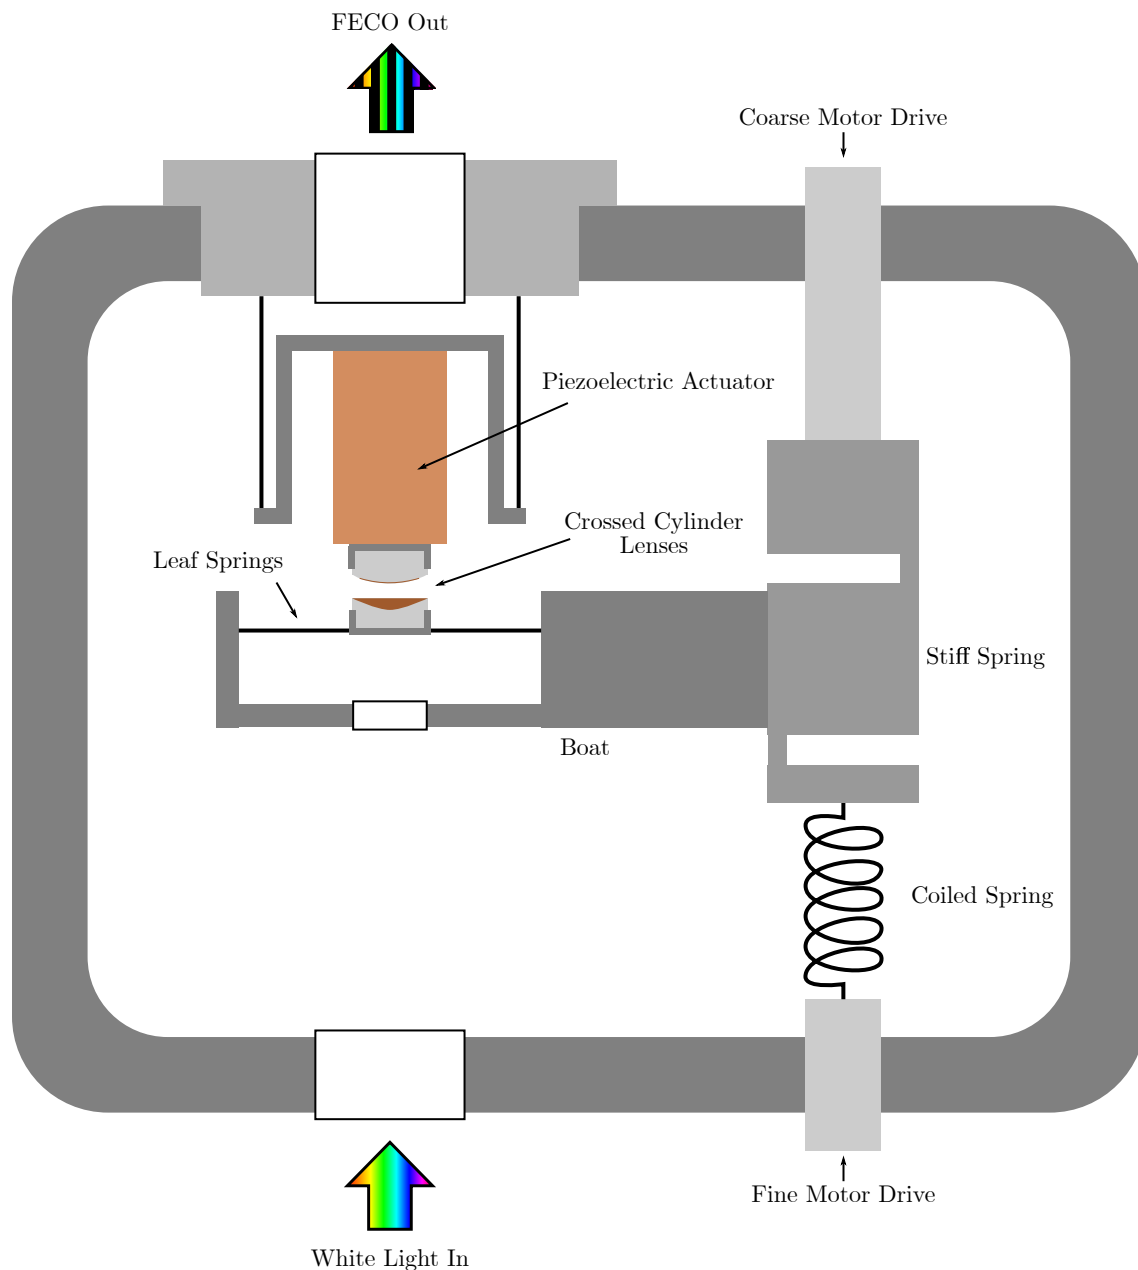 FECO Out
Coarse Motor Drive
Piezoelectric Actuator
Crossed Cylinder
Lenses
Leaf Springs
Stiff Spring
Boat
Coiled Spring
Fine Motor Drive
White Light In